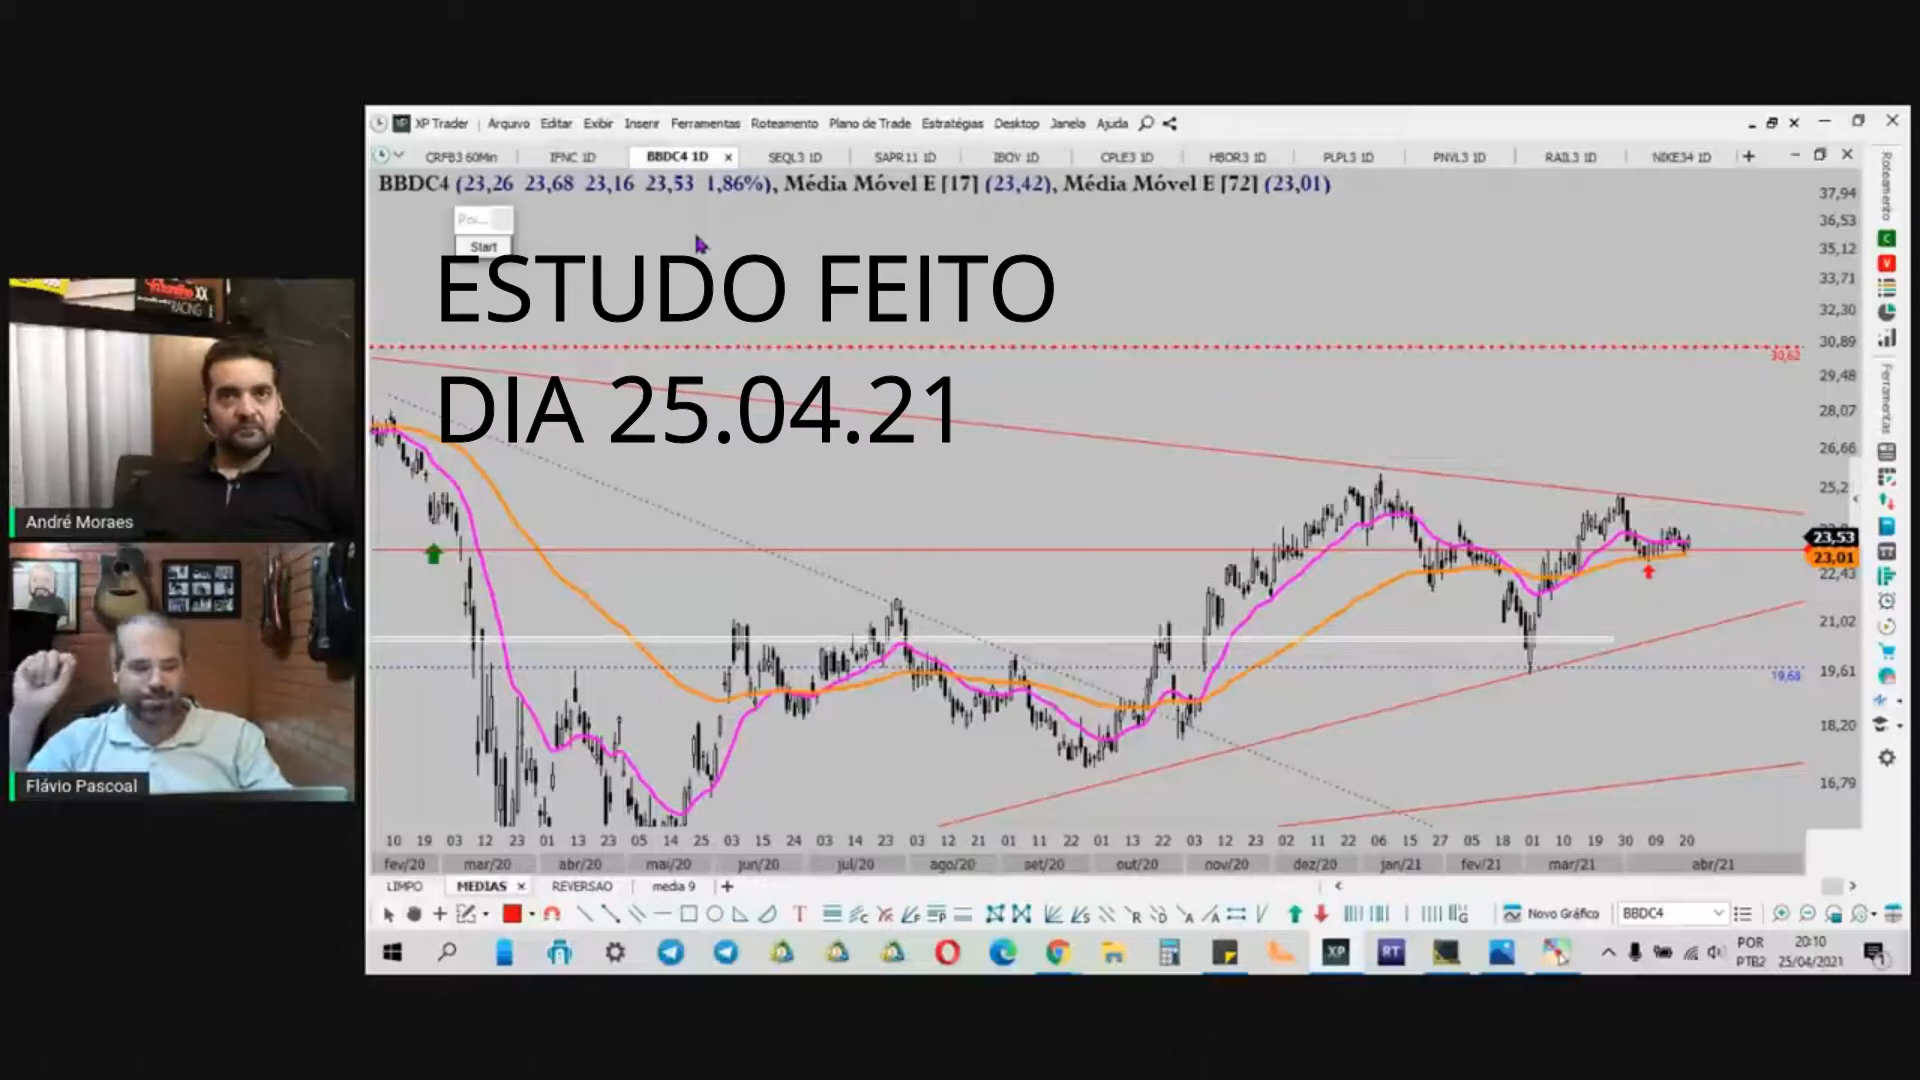 XP Trader Arquivo Editar Exibir Inserir Ferramentas Roteamento Plano de Trade Estratégias Desktop Janela Ajuda
CRFB3 60Min IFNC 1D BBDC4 1D SEQL3 1D SAPR11 1D IBOV 1D CPLE3 1D HBOR3 1D PLPL3 1D PNVL3 1D RAIL3 1D NIKE34 1D
BBDC4 (23,26 23,68 23,16 23,53 1,86%), Média Móvel E [17] (23,42), Média Móvel E [72] (23,01)
Start
ESTUDO FEITO
DIA 25.04.21
37,94
36,53
35,12
33,71
32,30
30,89
30,62
29,48
28,07
26,66
25,2
23,53
23,01
22,43
21,02
19,61
19,68
18,20
16,79
Roteamento
Ferramentas
RACING
André Moraes
Flávio Pascoal
10 19 03 12 23 01 13 23 05 14 25 03 15 24 03 14 23 03 12 21 01 11 22 01 13 22 03 12 23 02 11 22 06 15 27 05 18 01 10 19 30 09 20
fev/20 mar/20 abr/20 mai/20 jun/20 jul/20 ago/20 set/20 out/20 nov/20 dez/20 jan/21 fev/21 mar/21 abr/21
LIMPO MEDIAS REVERSAO media 9
Novo Gráfico BBDC4
XP RT POR 20:10
PTB2 25/04/2021